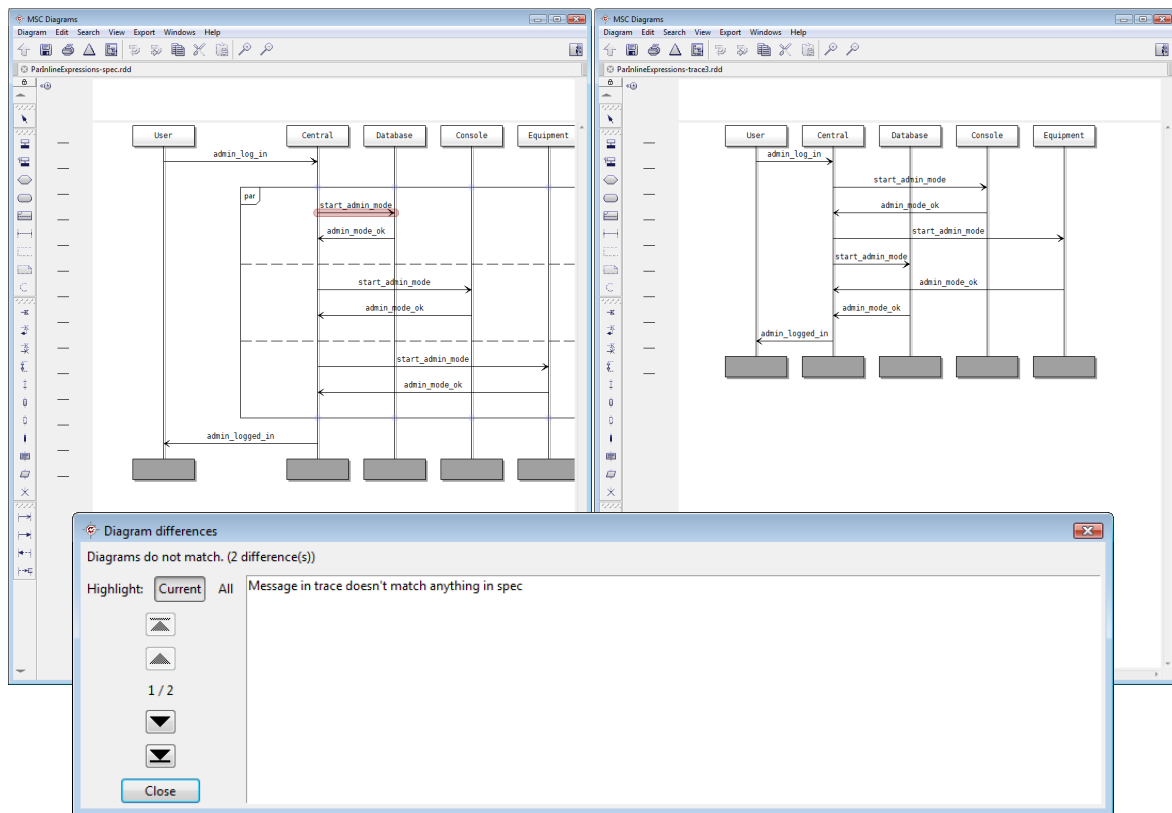 MSC Diagrams
Diagram Edit Search View Export Windows Help
ParInlineExpressions-spec.rdd
User Central Database Console Equipment
admin_log_in
par
start_admin_mode
admin_mode_ok
start_admin_mode
admin_mode_ok
start_admin_mode
admin_mode_ok
admin_logged_in
MSC Diagrams
Diagram Edit Search View Export Windows Help
ParInlineExpressions-trace3.rdd
User Central Database Console Equipment
admin_log_in
start_admin_mode
admin_mode_ok
start_admin_mode
start_admin_mode
admin_mode_ok
admin_mode_ok
admin_logged_in
Diagram differences
Diagrams do not match. (2 difference(s))
Highlight: Current All
Message in trace doesn't match anything in spec
1 / 2
Close